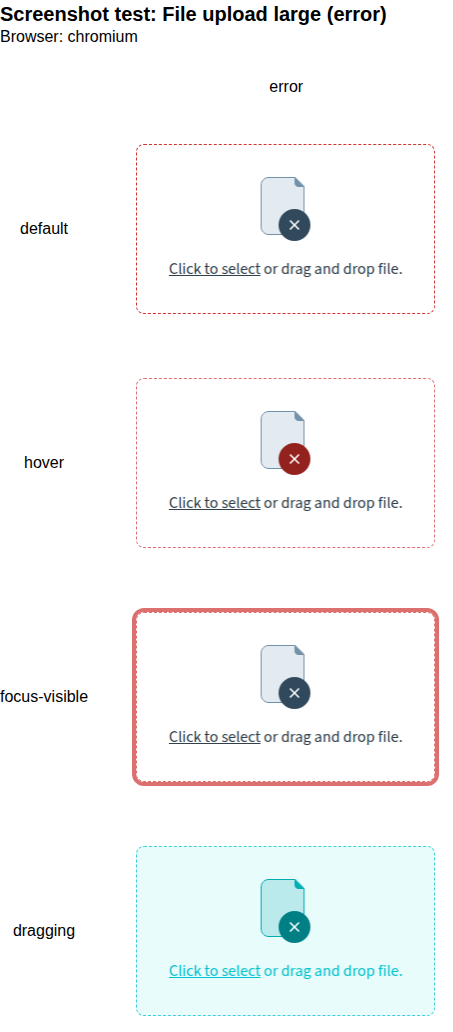 Screenshot test: File upload large (error)
Browser: chromium
error
default
Click to select or drag and drop file.
hover
Click to select or drag and drop file.
focus-visible
Click to select or drag and drop file.
dragging
Click to select or drag and drop file.